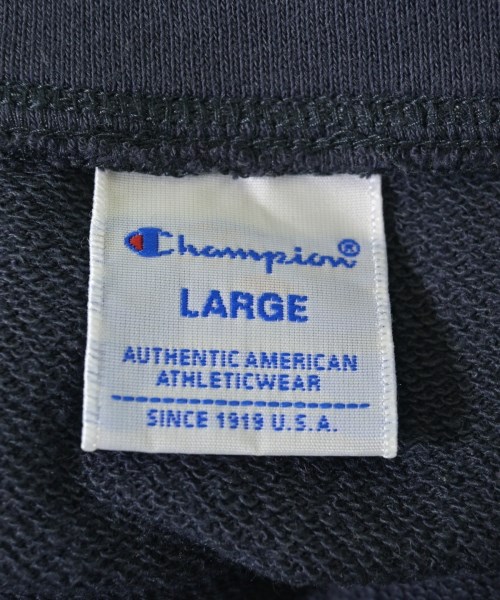 Champion®
LARGE
AUTHENTIC AMERICAN
ATHLETICWEAR
SINCE 1919 U.S.A.